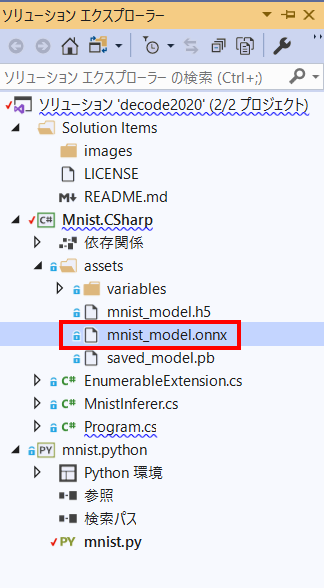 ソリューション エクスプローラー
ソリューション エクスプローラー の検索 (Ctrl+;)
ソリューション 'decode2020' (2/2 プロジェクト)
Solution Items
images
LICENSE
README.md
Mnist.CSharp
依存関係
assets
variables
mnist_model.h5
mnist_model.onnx
saved_model.pb
C# EnumerableExtension.cs
C# MnistInferer.cs
C# Program.cs
PY mnist.python
Python 環境
参照
検索パス
PY mnist.py